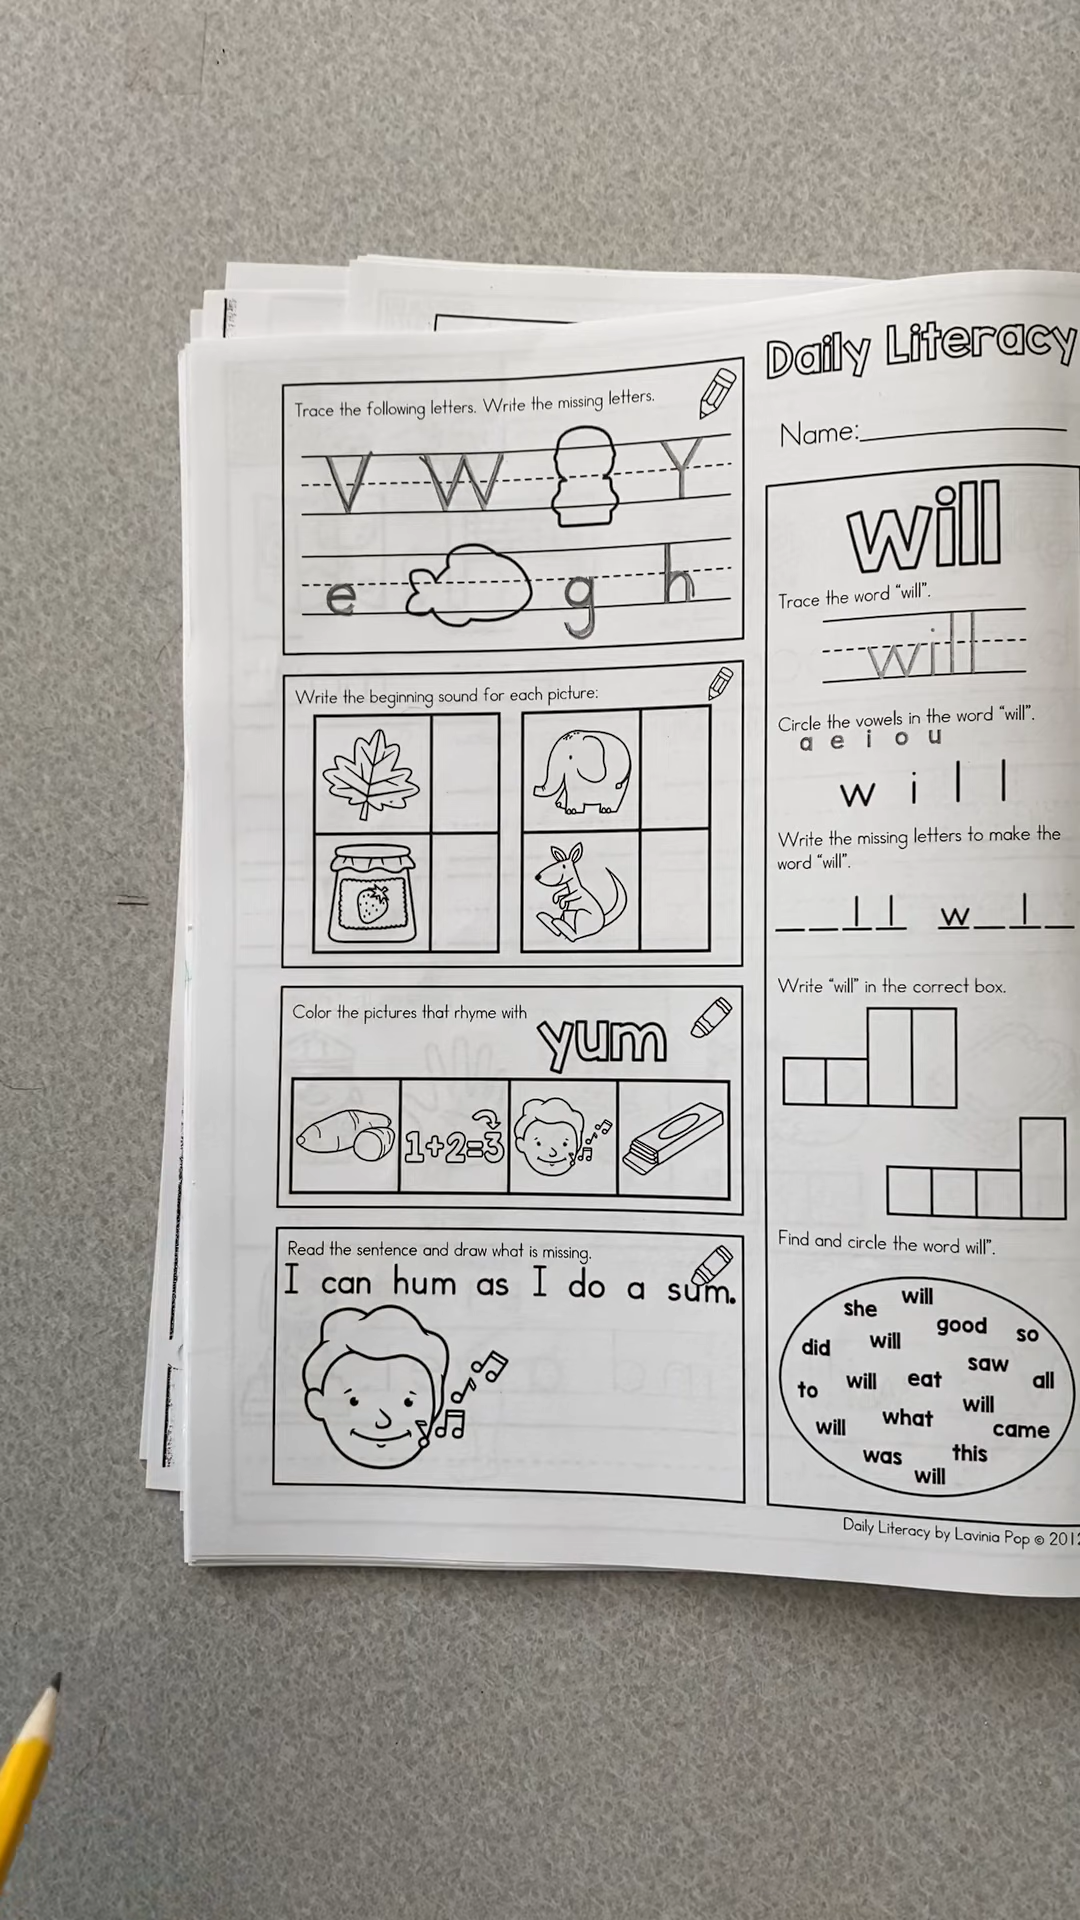 Daily Literacy
Name:
Trace the following letters. Write the missing letters.
V W Y
e g h
Write the beginning sound for each picture:
Color the pictures that rhyme with
yum
1+2=3
Read the sentence and draw what is missing.
I can hum as I do a sum.
will
Trace the word "will".
will
Circle the vowels in the word "will".
a e i o u
w i l l
Write the missing letters to make the
word "will".
_ _ l l w _ l _
Write "will" in the correct box.
Find and circle the word will".
will
she
good
so
did
will
saw
all
to
will
eat
will
will
what
came
was
this
will
Daily Literacy by Lavinia Pop ©